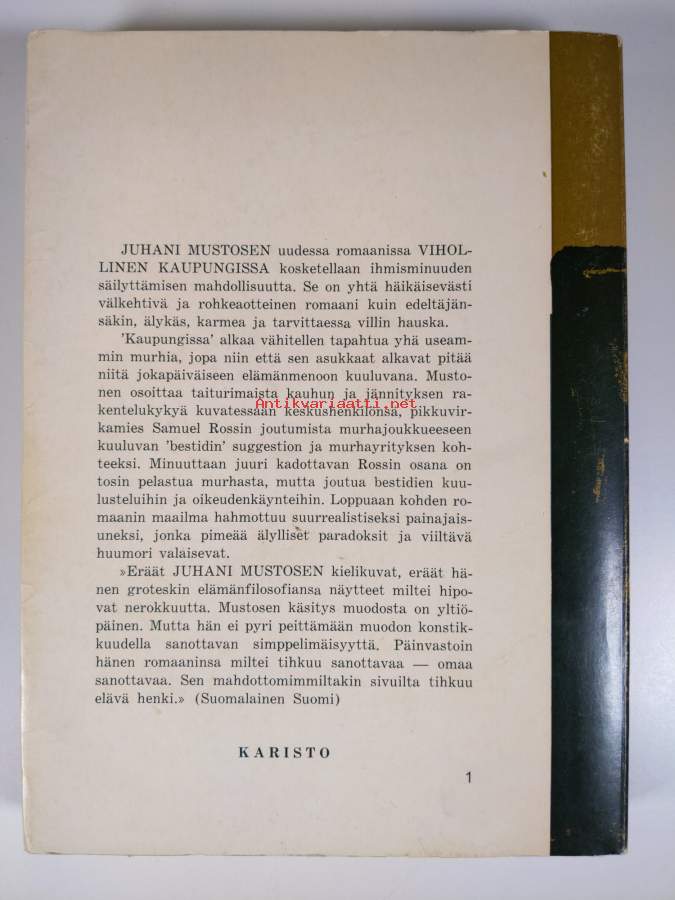 JUHANI MUSTOSEN uudessa romaanissa VIHOL-
LINEN KAUPUNGISSA kosketellaan ihmisminuuden
säilyttämisen mahdollisuutta. Se on yhtä häikäisevästi
välkehtivä ja rohkeaotteinen romaani kuin edeltäjän-
säkin, älykäs, karmea ja tarvittaessa villin hauska.
'Kaupungissa' alkaa vähitellen tapahtua yhä useam-
min murhia, jopa niin että sen asukkaat alkavat pitää
niitä jokapäiväiseen elämänmenoon kuuluvana. Musto-
nen osoittaa taiturimaista kauhun ja jännityksen ra-
Antikvariaatti.net
kentelukykyä kuvatessaan keskushenkilönsä, pikkuvir-
kamies Samuel Rossin joutumista murhajoukkueeseen
kuuluvan 'bestidin' suggestion ja murhayrityksen koh-
teeksi. Minuuttaan juuri kadottavan Rossin osana on
tosin pelastua murhasta, mutta joutua bestidien kuu-
lusteluihin ja oikeudenkäynteihin. Loppuaan kohden ro-
maanin maailma hahmottuu suurrealistiseksi painajais-
uneksi, jonka pimeää älylliset paradoksit ja viiltävä
huumori valaisevat.
»Eräät JUHANI MUSTOSEN kielikuvat, eräät hä-
nen groteskin elämänfilosofiansa näytteet miltei hipo-
vat nerokkuutta. Mustosen käsitys muodosta on yltiö-
päinen. Mutta hän ei pyri peittämään muodon konstik-
kuudella sanottavan simppelimäisyyttä. Päinvastoin
hänen romaaninsa miltei tihkuu sanottavaa — omaa
sanottavaa. Sen mahdottomimmiltakin sivuilta tihkuu
elävä henki.» (Suomalainen Suomi)
KARISTO
1